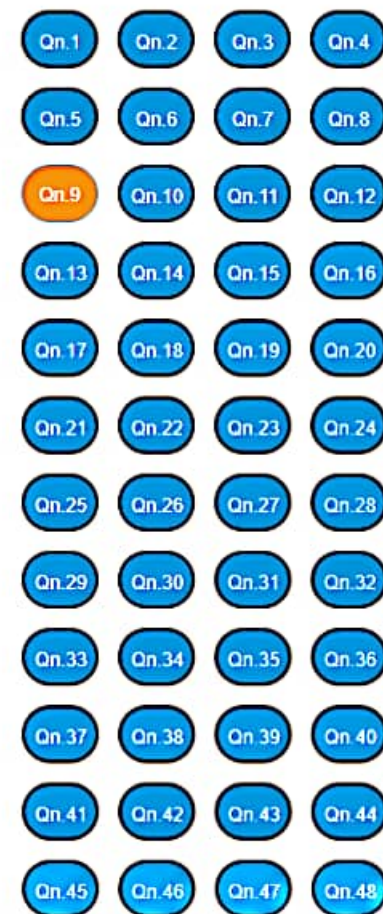 Qn.1 Qn.2 Qn.3 Qn.4
Qn.5 Qn.6 Qn.7 Qn.8
Qn.9 Qn.10 Qn.11 Qn.12
Qn.13 Qn.14 Qn.15 Qn.16
Qn.17 Qn.18 Qn.19 Qn.20
Qn.21 Qn.22 Qn.23 Qn.24
Qn.25 Qn.26 Qn.27 Qn.28
Qn.29 Qn.30 Qn.31 Qn.32
Qn.33 Qn.34 Qn.35 Qn.36
Qn.37 Qn.38 Qn.39 Qn.40
Qn.41 Qn.42 Qn.43 Qn.44
Qn.45 Qn.46 Qn.47 Qn.48